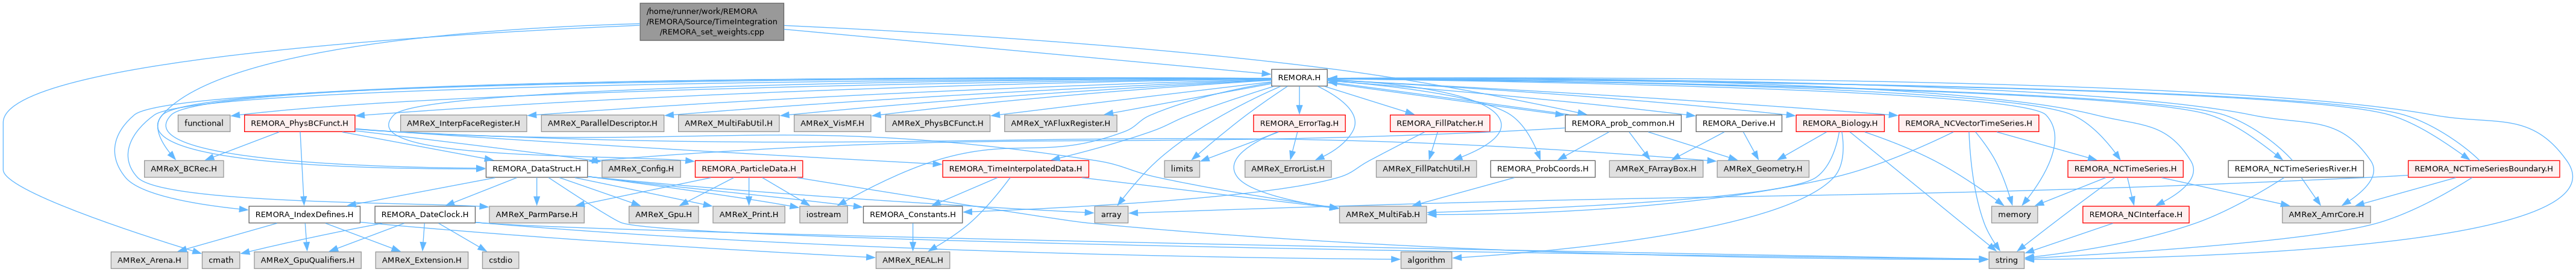 /home/runner/work/REMORA
/REMORA/Source/TimeIntegration
/REMORA_set_weights.cpp
REMORA.H
functional
REMORA_PhysBCFunct.H
AMReX_InterpFaceRegister.H
AMReX_ParallelDescriptor.H
AMReX_MultiFabUtil.H
AMReX_VisMF.H
AMReX_PhysBCFunct.H
AMReX_YAFluxRegister.H
REMORA_ErrorTag.H
REMORA_FillPatcher.H
REMORA_prob_common.H
REMORA_Derive.H
REMORA_Biology.H
REMORA_NCVectorTimeSeries.H
AMReX_BCRec.H
REMORA_DataStruct.H
AMReX_Config.H
REMORA_ParticleData.H
REMORA_TimeInterpolatedData.H
limits
AMReX_ErrorList.H
AMReX_FillPatchUtil.H
REMORA_ProbCoords.H
AMReX_FArrayBox.H
AMReX_Geometry.H
REMORA_NCTimeSeries.H
REMORA_NCTimeSeriesRiver.H
REMORA_NCTimeSeriesBoundary.H
REMORA_IndexDefines.H
REMORA_DateClock.H
AMReX_ParmParse.H
AMReX_Gpu.H
AMReX_Print.H
iostream
REMORA_Constants.H
array
AMReX_MultiFab.H
memory
REMORA_NCInterface.H
AMReX_AmrCore.H
AMReX_Arena.H
cmath
AMReX_GpuQualifiers.H
AMReX_Extension.H
cstdio
AMReX_REAL.H
algorithm
string